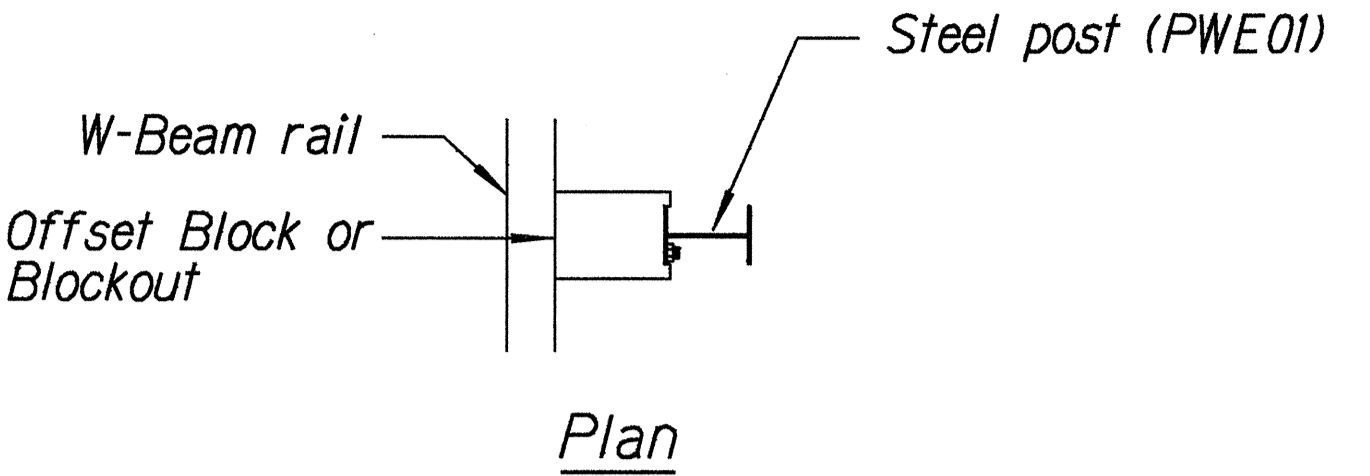 Steel post (PWE01)
W-Beam rail
Offset Block or
Blockout
Plan